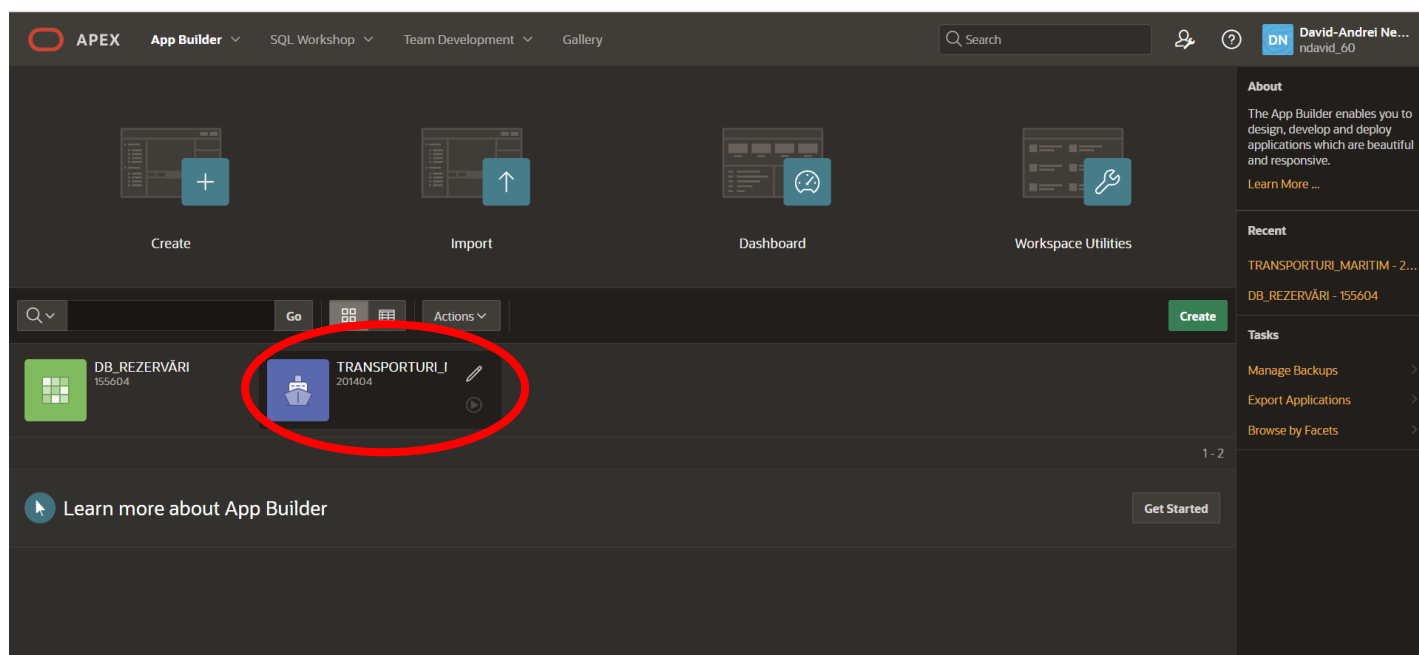 APEX App Builder SQL Workshop Team Development Gallery Search David-Andrei Ne...
DN ndavid_60
Create Import Dashboard Workspace Utilities
About
The App Builder enables you to
design, develop and deploy
applications which are beautiful
and responsive.
Learn More ...
Recent
TRANSPORTURI_MARITIM - 2...
DB_REZERVĂRI - 155604
Tasks
Manage Backups
Export Applications
Browse by Facets
Go Actions Create
DB_REZERVĂRI
155604
TRANSPORTURI_I
201404
1 - 2
Learn more about App Builder Get Started